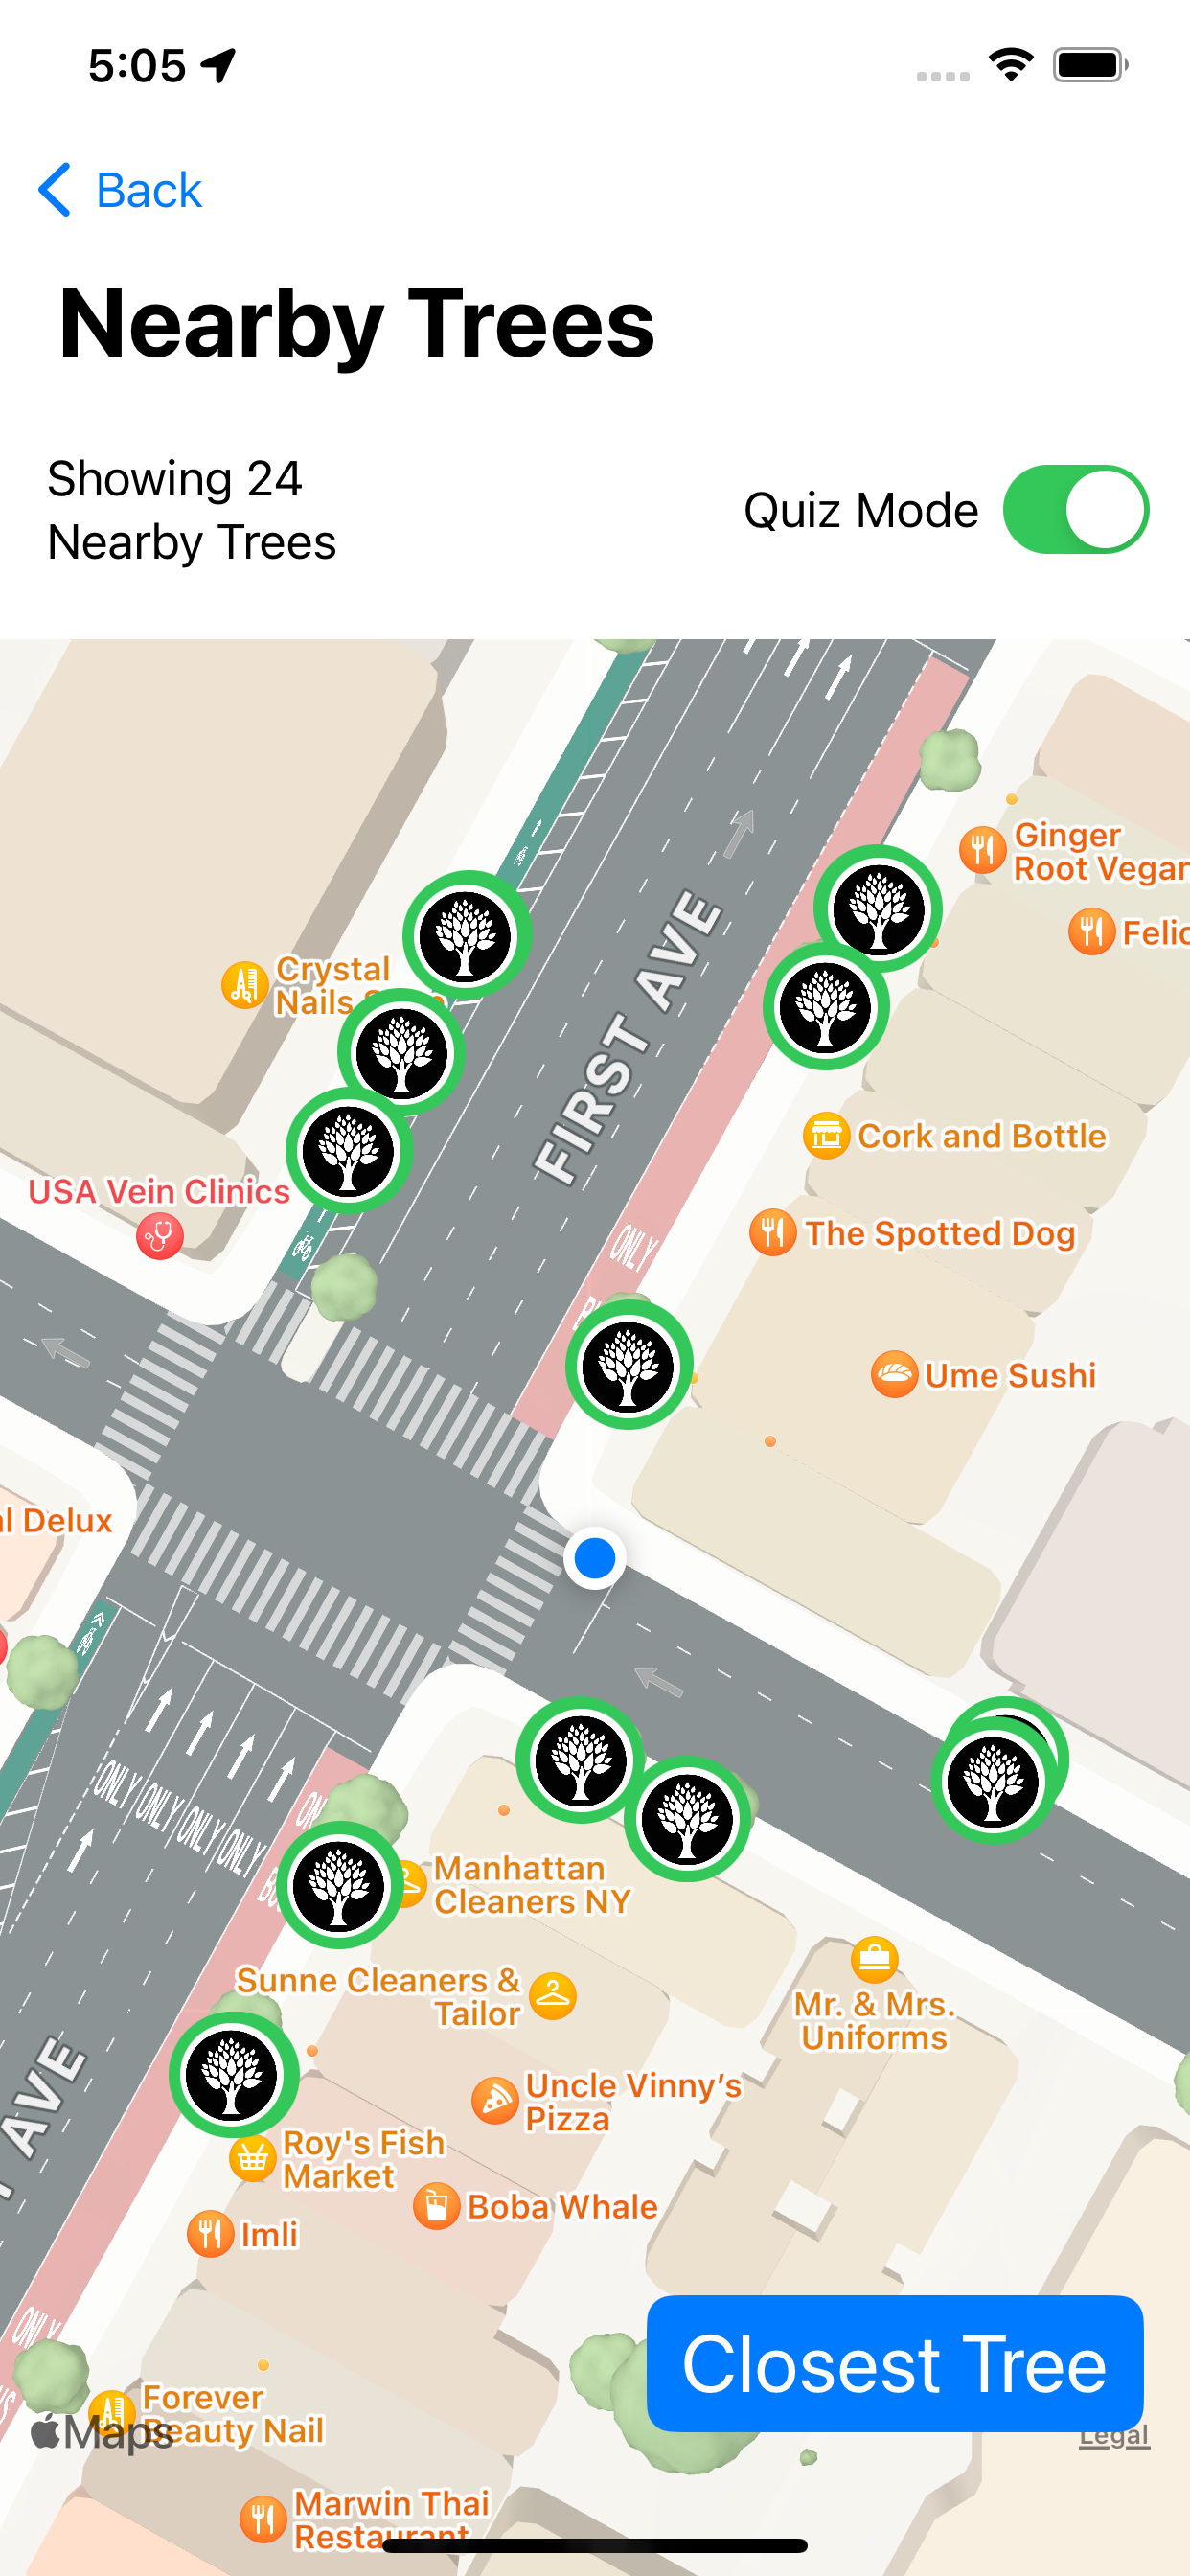 5:05
Back
Nearby Trees
Showing 24
Nearby Trees
Quiz Mode
Ginger
Root Vegan
Crystal
Nails
FIRST AVE
Cork and Bottle
USA Vein Clinics
The Spotted Dog
ONLY
Ume Sushi
Delux
ONLY ONLY ONLY ONLY
Manhattan
Cleaners NY
Sunne Cleaners &
Tailor
Mr. & Mrs.
Uniforms
AVE
Uncle Vinny's
Pizza
Roy's Fish
Market
Boba Whale
Imli
Closest Tree
ONLY
Forever
Beauty Nail
Maps
Legal
Marwin Thai
Restaurant